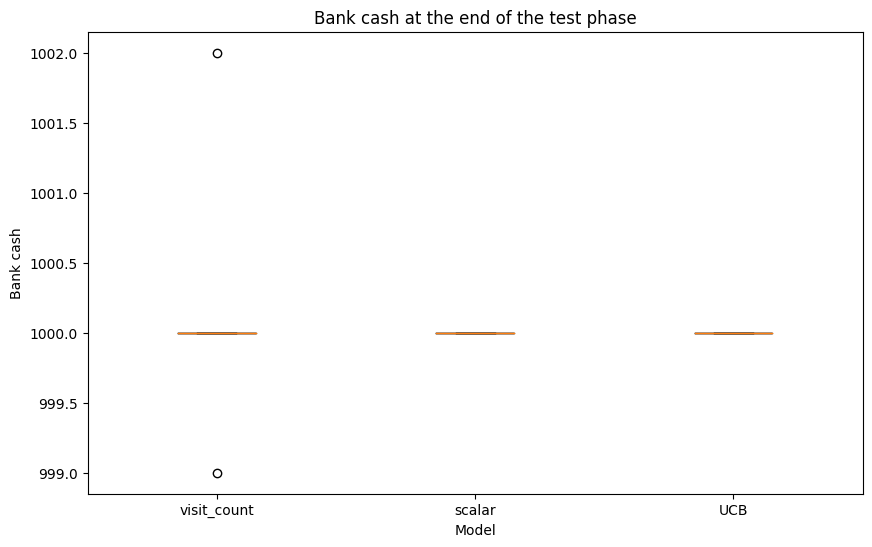 Bank cash at the end of the test phase
1002.0
1001.5
1001.0
1000.5
1000.0
999.5
999.0
Bank cash
visit_count
scalar
UCB
Model